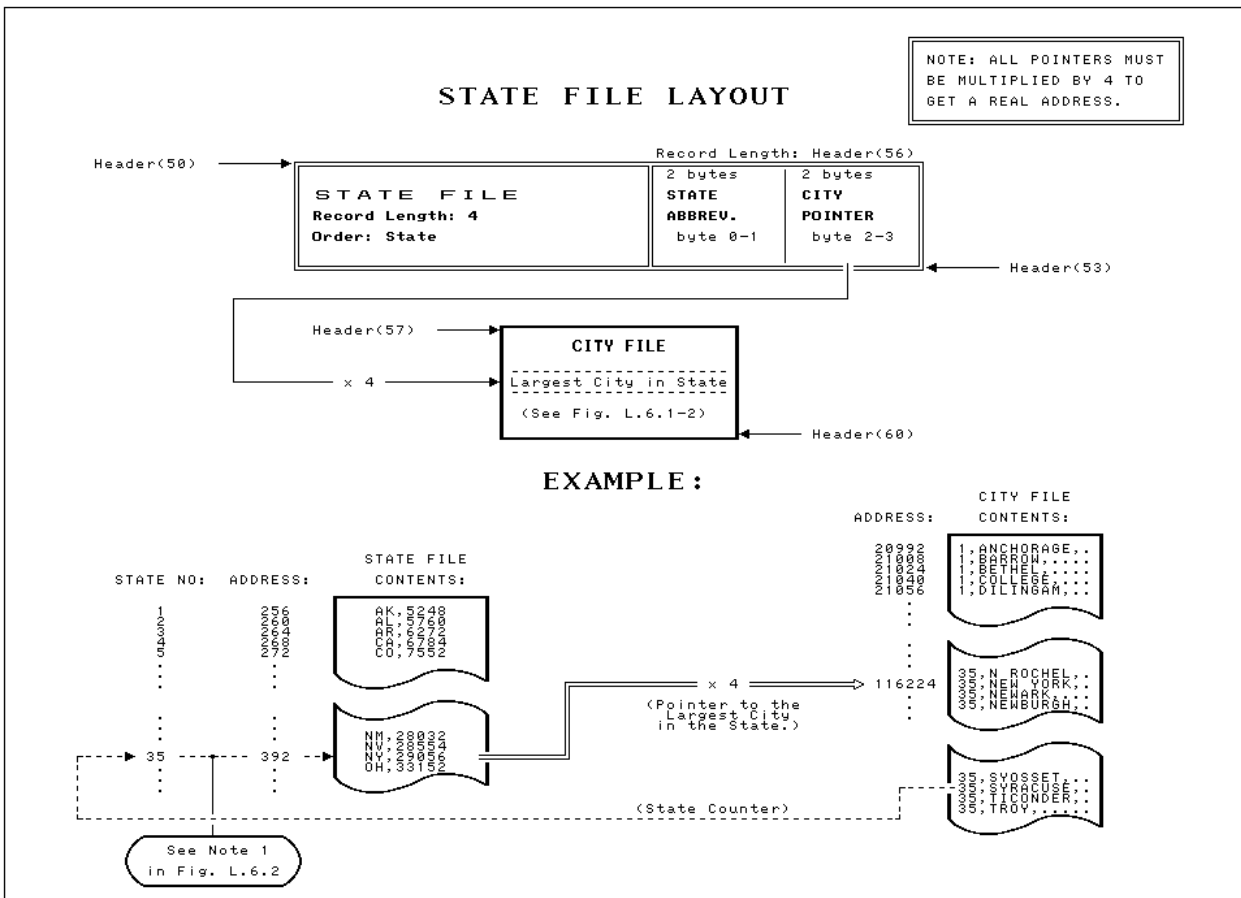 NOTE: ALL POINTERS MUST
BE MULTIPLIED BY 4 TO
GET A REAL ADDRESS.
STATE FILE LAYOUT
Header(50)
Record Length: Header(56)
STATE FILE
Record Length: 4
Order: State
2 bytes
STATE
ABBREV.
byte 0-1
2 bytes
CITY
POINTER
byte 2-3
Header(53)
Header(57)
CITY FILE
x 4
Largest City in State
(See Fig. L.6.1-2)
Header(60)
EXAMPLE:
STATE NO:
1
2
3
4
5
35
ADDRESS:
256
260
264
268
272
392
STATE FILE
CONTENTS:
AK,5248
AL,5760
AR,6272
CA,6784
CO,7552
NM,28032
NV,28554
NY,29056
OH,33152
x 4
(Pointer to the
Largest City
in the State.)
ADDRESS:
20992
21008
21024
21040
21056
116224
CITY FILE
CONTENTS:
1,ANCHORAGE,..
1,BARROW,.....
1,BETHEL,.....
1,COLLEGE,....
1,DILINGAM,..
35,N ROCHEL,..
35,NEW YORK,..
35,NEWARK,....
35,NEWBURGH,..
35,SYOSSET,...
35,SYRACUSE,..
35,TICONDER,..
35,TROY,......
(State Counter)
See Note 1
in Fig. L.6.2